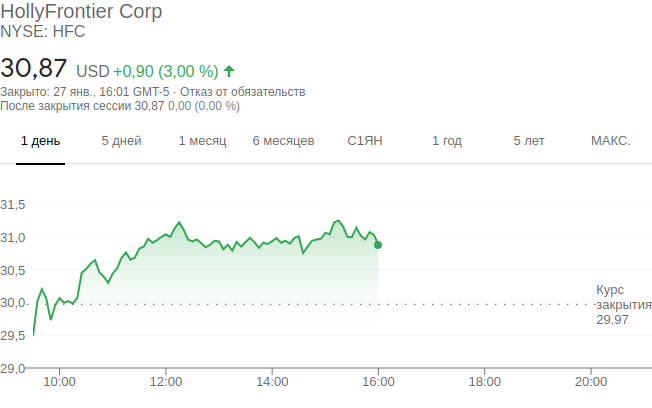 HollyFrontier Corp
NYSE: HFC
30,87 USD +0,90 (3,00 %)
Закрыто: 27 янв., 16:01 GMT-5 · Отказ от обязательств
После закрытия сессии 30,87 0,00 (0,00 %)
1 день 5 дней 1 месяц 6 месяцев С1ЯН 1 год 5 лет МАКС.
31,5
31,0
30,5
30,0
29,5
29,0
Курс
закрытия
29,97
10:00 12:00 14:00 16:00 18:00 20:00